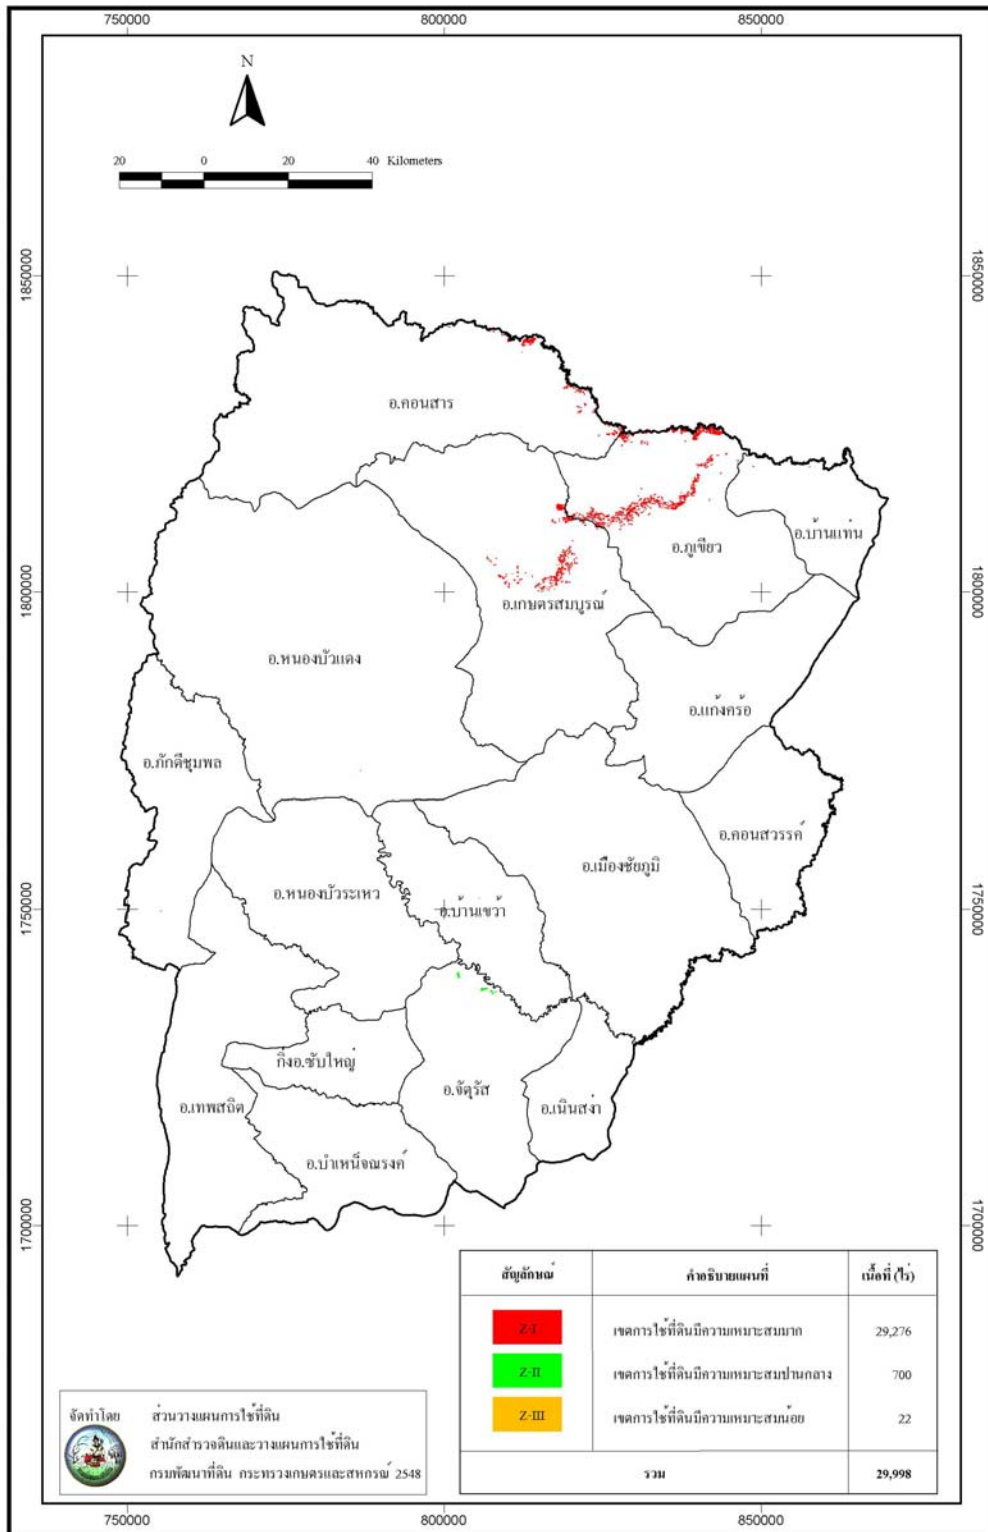 750000 800000 850000
N
20 0 20 40 Kilometers
1850000 1850000
อ.คอนสาร
อ.บ้านแท่น
อ.ภูเขียว
1800000 1800000
อ.เกษตรสมบูรณ์
อ.หนองบัวแดง
อ.แก้งคร้อ
อ.ภักดีชุมพล
อ.คอนสวรรค์
อ.เมืองชัยภูมิ
อ.หนองบัวระเหว
อ.บ้านเขว้า
1750000 1750000
กิ่งอ.ซับใหญ่
อ.จัตุรัส
อ.เทพสถิต
อ.เนินสง่า
อ.บำเหน็จณรงค์
1700000 1700000
สัญลักษณ์ คำอธิบายแผนที่ เนื้อที่ (ไร่)
Z-I เขตการใช้ที่ดินมีความเหมาะสมมาก 29,276
Z-II เขตการใช้ที่ดินมีความเหมาะสมปานกลาง 700
Z-III เขตการใช้ที่ดินมีความเหมาะสมน้อย 22
รวม 29,998
จัดทำโดย ส่วนวางแผนการใช้ที่ดิน
สำนักสำรวจดินและวางแผนการใช้ที่ดิน
กรมพัฒนาที่ดิน กระทรวงเกษตรและสหกรณ์ 2548
750000 800000 850000